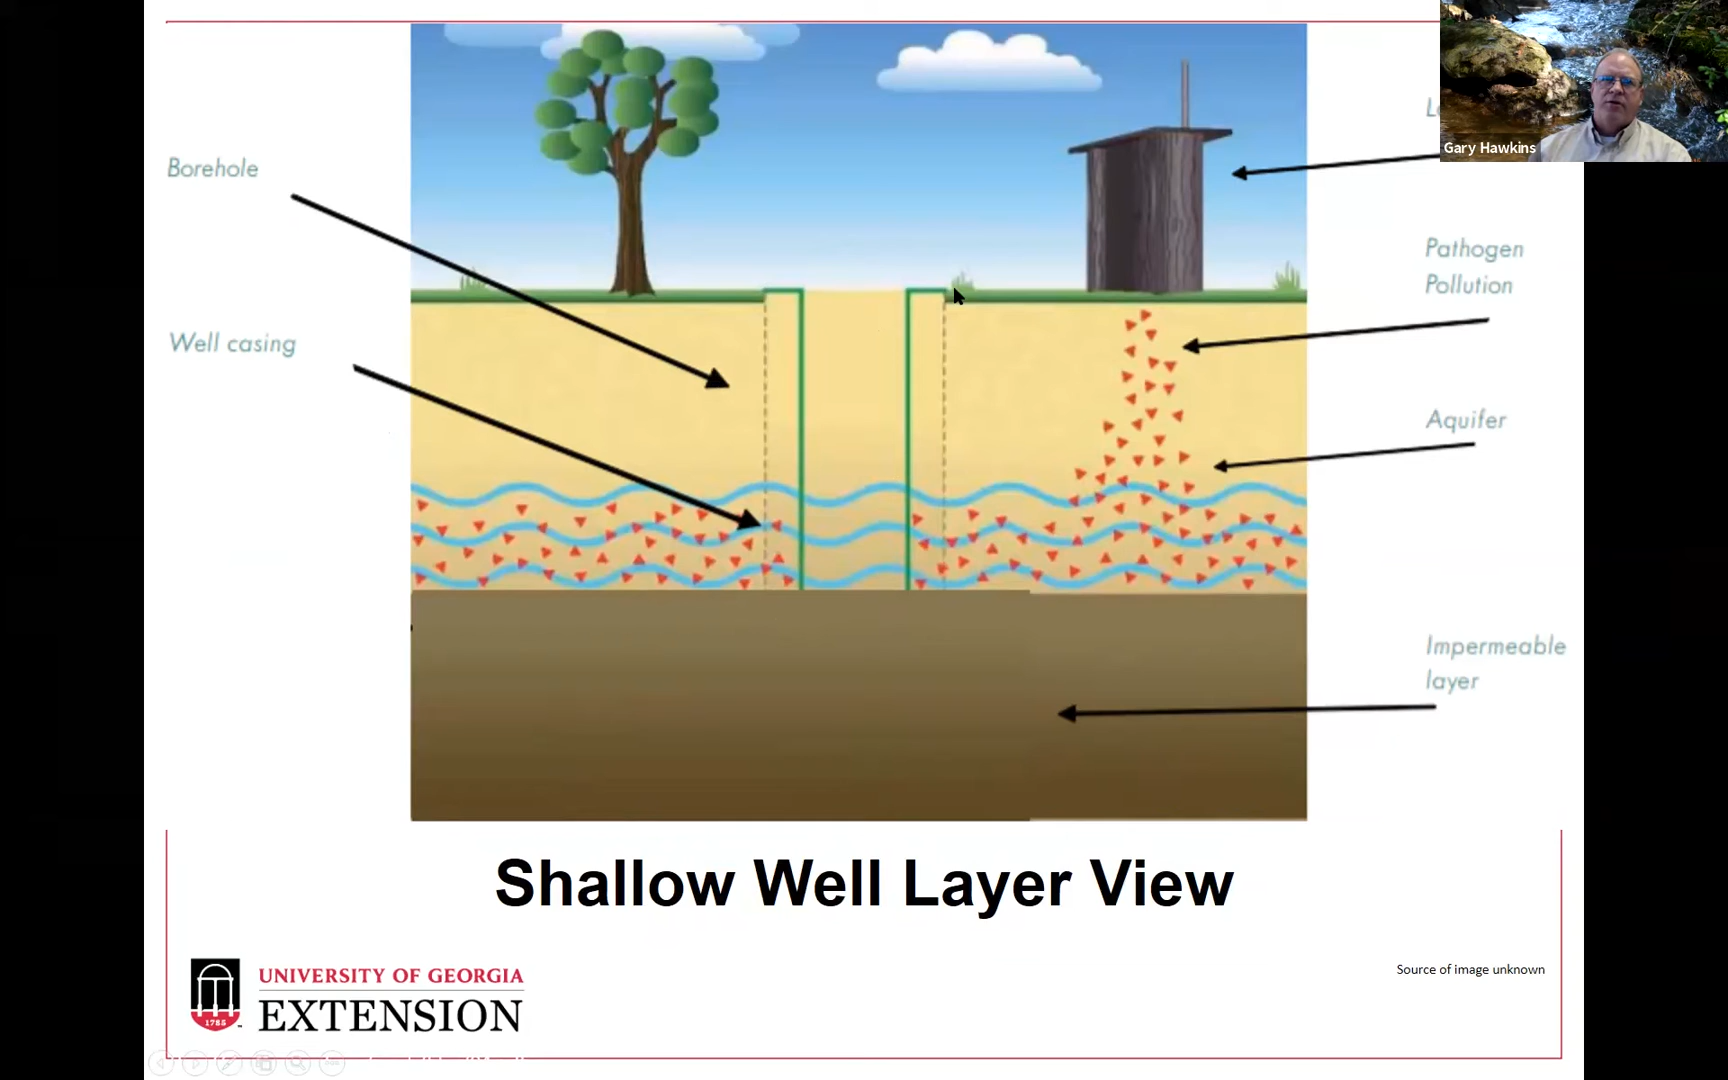 Borehole
Gary Hawkins
Pathogen
Pollution
Well casing
Aquifer
Impermeable
layer
Shallow Well Layer View
UNIVERSITY OF GEORGIA
EXTENSION
1785
Source of image unknown